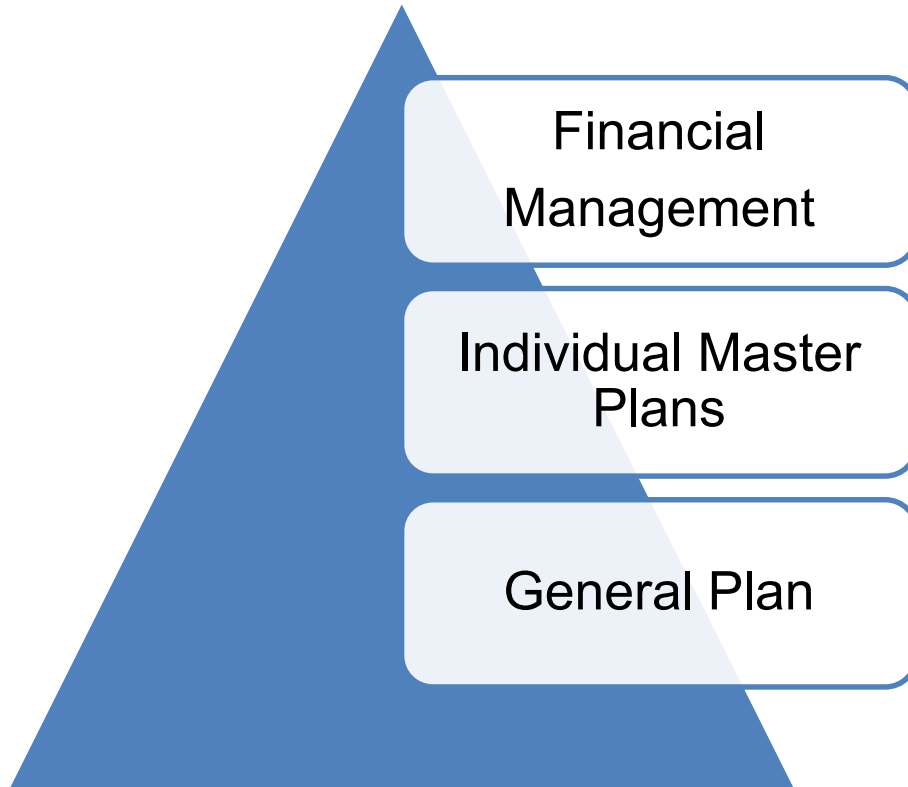 Financial
Management
Individual Master
Plans
General Plan